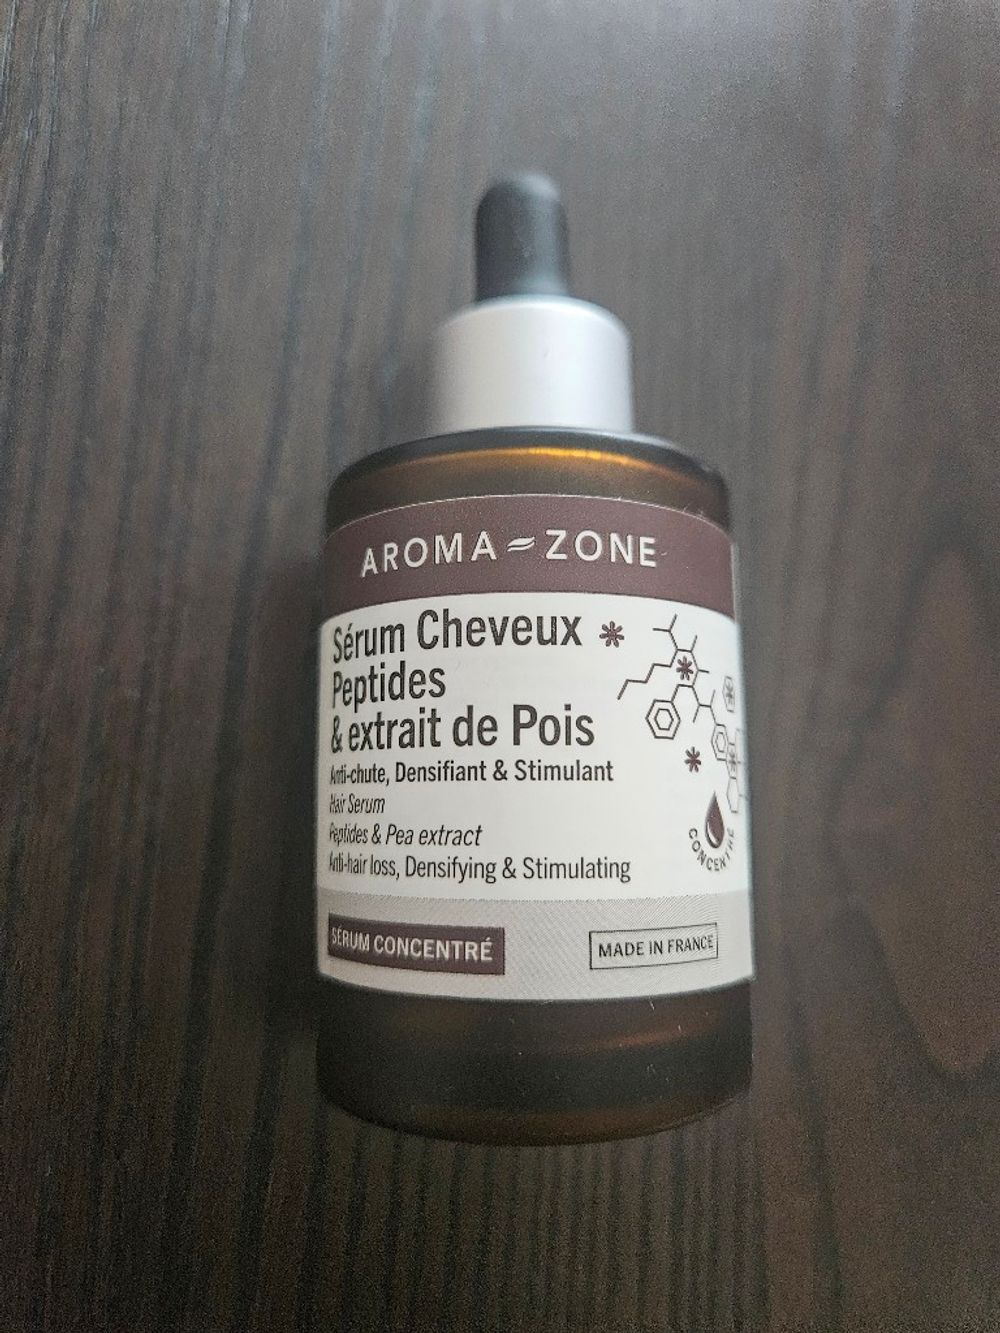 AROMA-ZONE
Sérum Cheveux
Peptides
& extrait de Pois
Anti-chute, Densifiant & Stimulant
Hair Serum
Peptides & Pea extract
Anti-hair loss, Densifying & Stimulating
CONCENTRÉ
SÉRUM CONCENTRÉ
MADE IN FRANCE